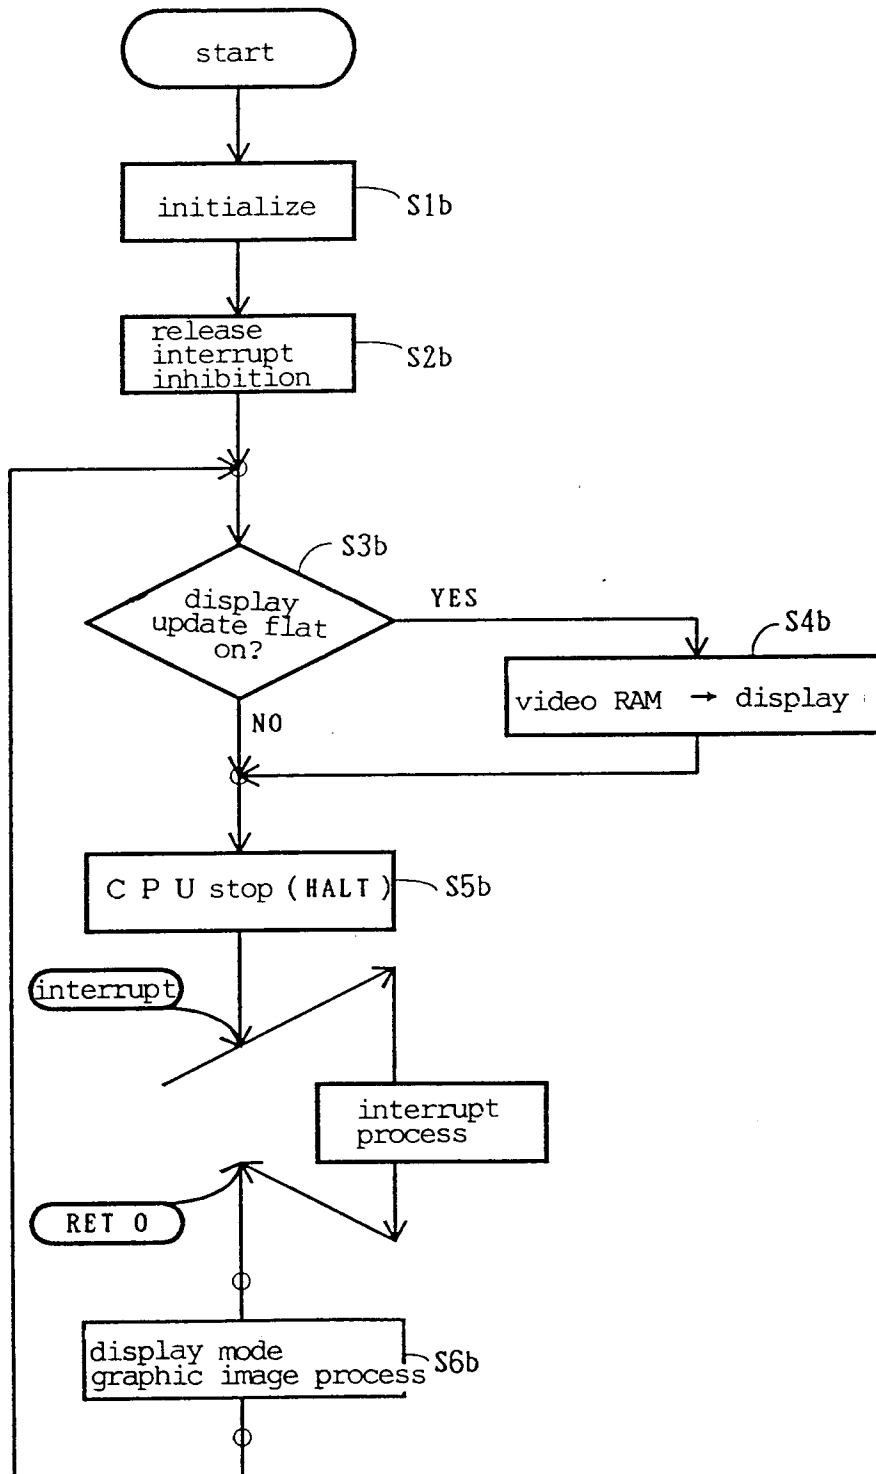 start
initialize
S1b
release
interrupt
inhibition
S2b
S3b
display
update flat
on?
YES
S4b
video RAM → display
NO
C P U stop (HALT)
S5b
interrupt
interrupt
process
RET 0
display mode
graphic image process
S6b